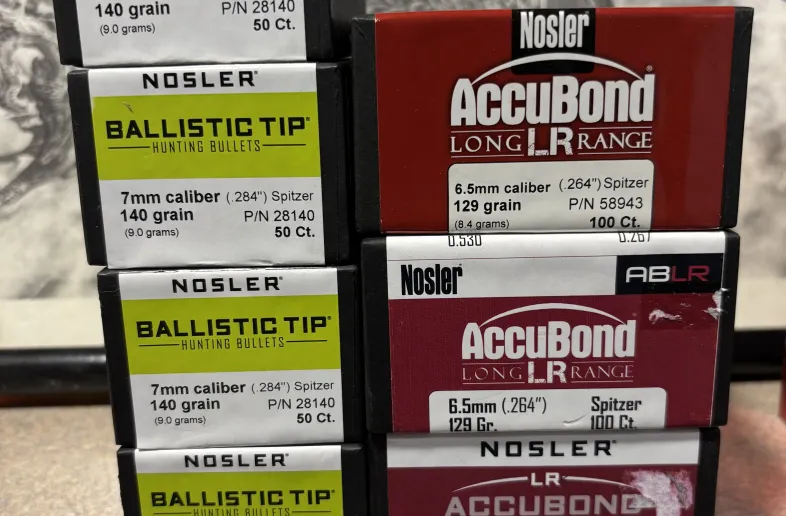 140 grain P/N 28140
(9.0 grams) 50 Ct.
NOSLER®
BALLISTIC TIP®
HUNTING BULLETS
7mm caliber (.284") Spitzer
140 grain P/N 28140
(9.0 grams) 50 Ct.
NOSLER®
BALLISTIC TIP®
HUNTING BULLETS
7mm caliber (.284") Spitzer
140 grain P/N 28140
(9.0 grams) 50 Ct.
NOSLER®
BALLISTIC TIP®
HUNTING BULLETS
Nosler®
AccuBond®
LONG LR RANGE
6.5mm caliber (.264") Spitzer
129 grain P/N 58943
(8.4 grams) 100 Ct.
0.530 0.267
Nosler® ABLR
AccuBond®
LONG LR RANGE
6.5mm (.264") Spitzer
129 Gr. 100 Ct.
NOSLER®
LR
ACCUBOND